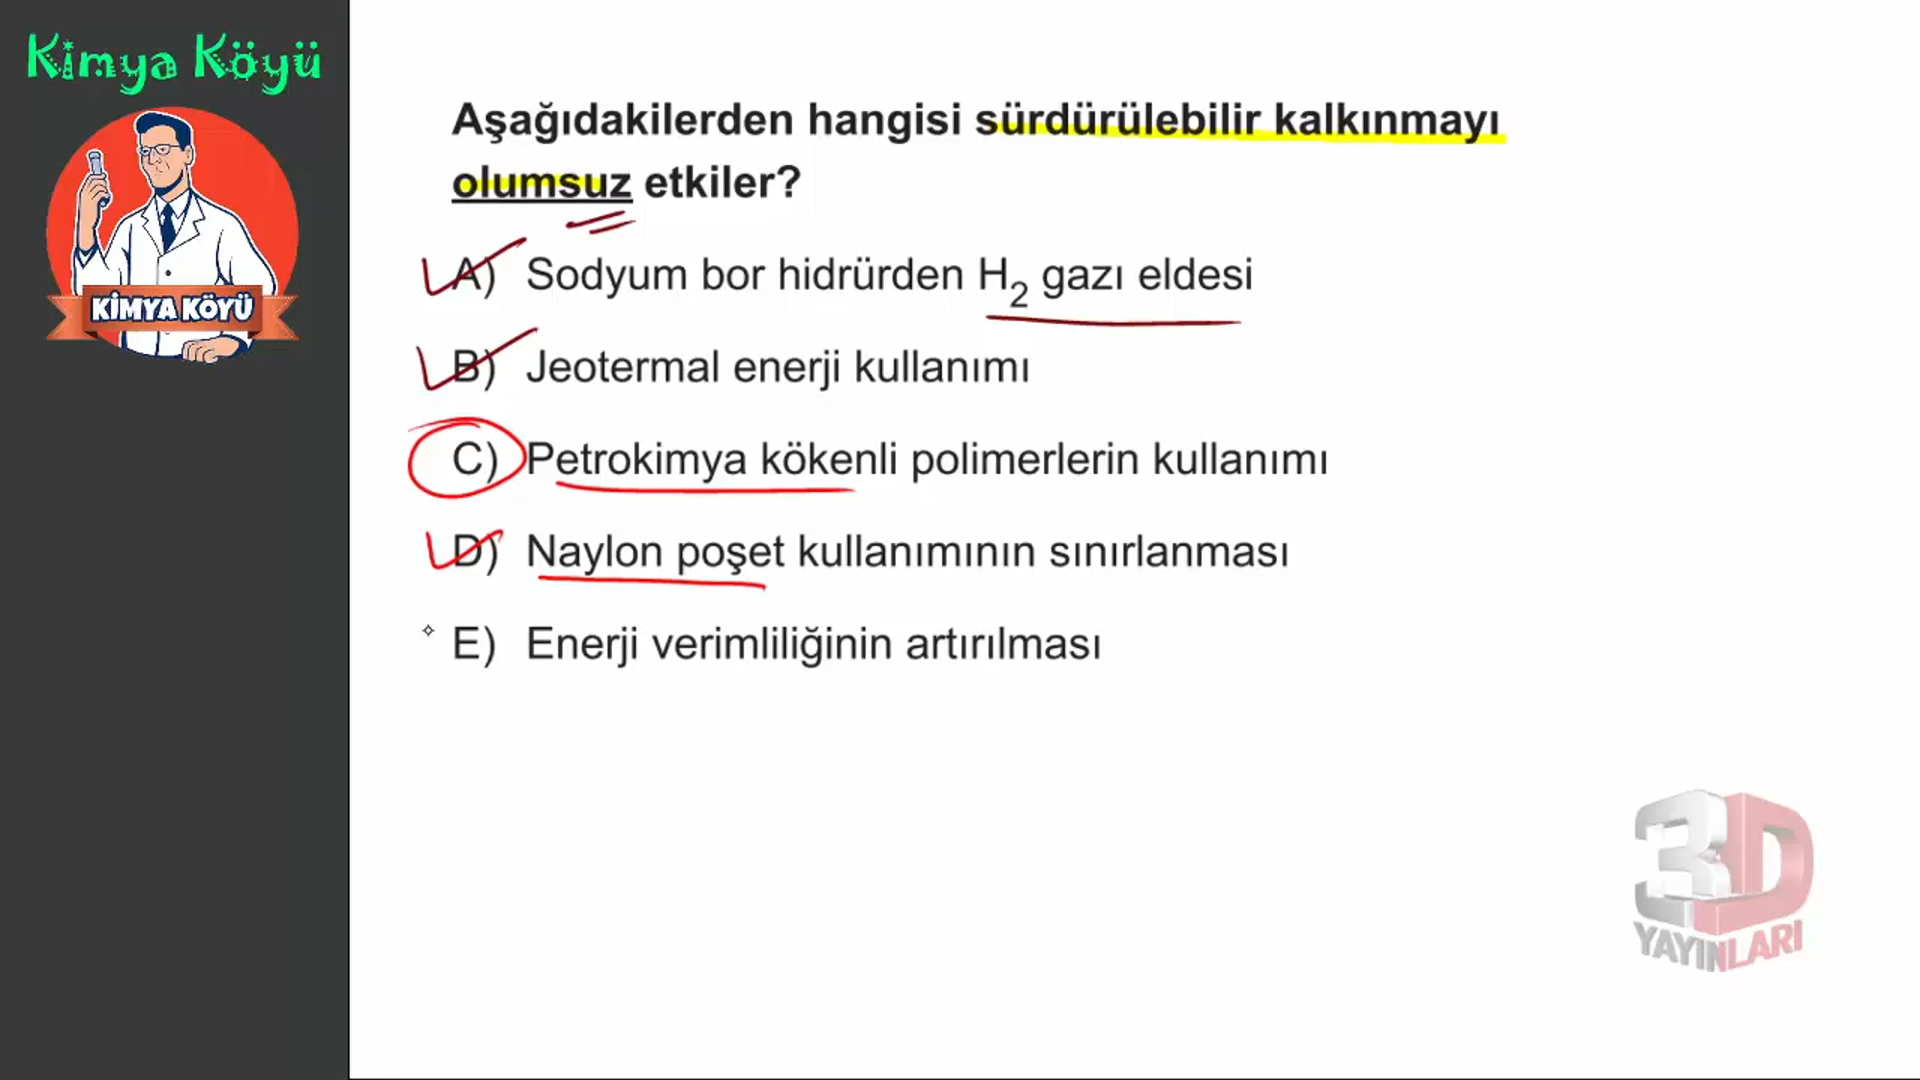 Kimya Köyü
KİMYA KÖYÜ
Aşağıdakilerden hangisi sürdürülebilir kalkınmayı
olumsuz etkiler?
A) Sodyum bor hidrürden H₂ gazı eldesi
B) Jeotermal enerji kullanımı
C) Petrokimya kökenli polimerlerin kullanımı
D) Naylon poşet kullanımının sınırlanması
E) Enerji verimliliğinin artırılması
3D
YAYINLARI